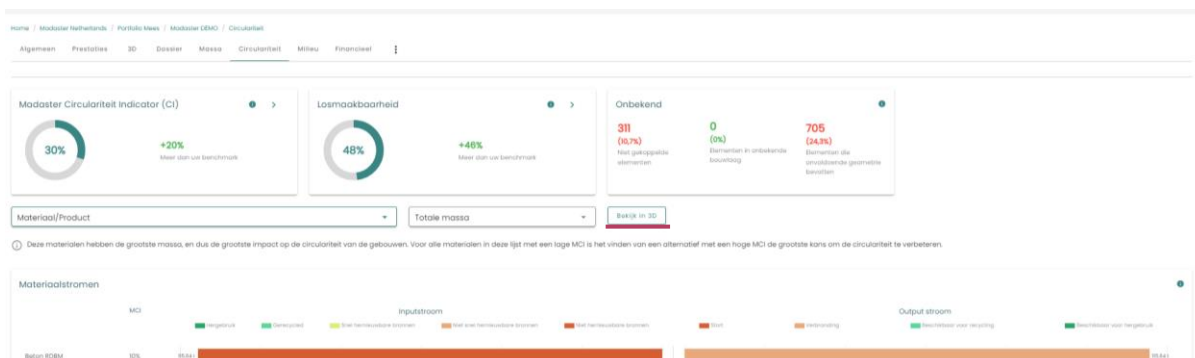 Home / Madaster Netherlands / Portfolio Mees / Madaster DEMO / Circulariteit
Algemeen Prestaties 3D Dossier Massa Circulariteit Milieu Financieel
Madaster Circulariteit Indicator (CI)
30%
+20%
Meer dan uw benchmark
Losmaakbaarheid
48%
+46%
Meer dan uw benchmark
Onbekend
311
(10,7%)
Niet gekoppelde
elementen
0
(0%)
Elementen in onbekende
bouwlaag
705
(24,3%)
Elementen die
onvoldoende geometrie
bevatten
Materiaal/Product
Totale massa
Bekijk in 3D
Deze materialen hebben de grootste massa, en dus de grootste impact op de circulariteit van de gebouwen. Voor alle materialen in deze lijst met een lage MCI is het vinden van een alternatief met een hoge MCI de grootste kans om de circulariteit te verbeteren.
Materiaalstromen
MCI
Inputstroom
Output stroom
Hergebruik Gerecycled Snel hernieuwbare bronnen Niet snel hernieuwbare bronnen Niet hernieuwbare bronnen
Stort Verbranding Beschikbaar voor recycling Beschikbaar voor hergebruik
Beton
10%